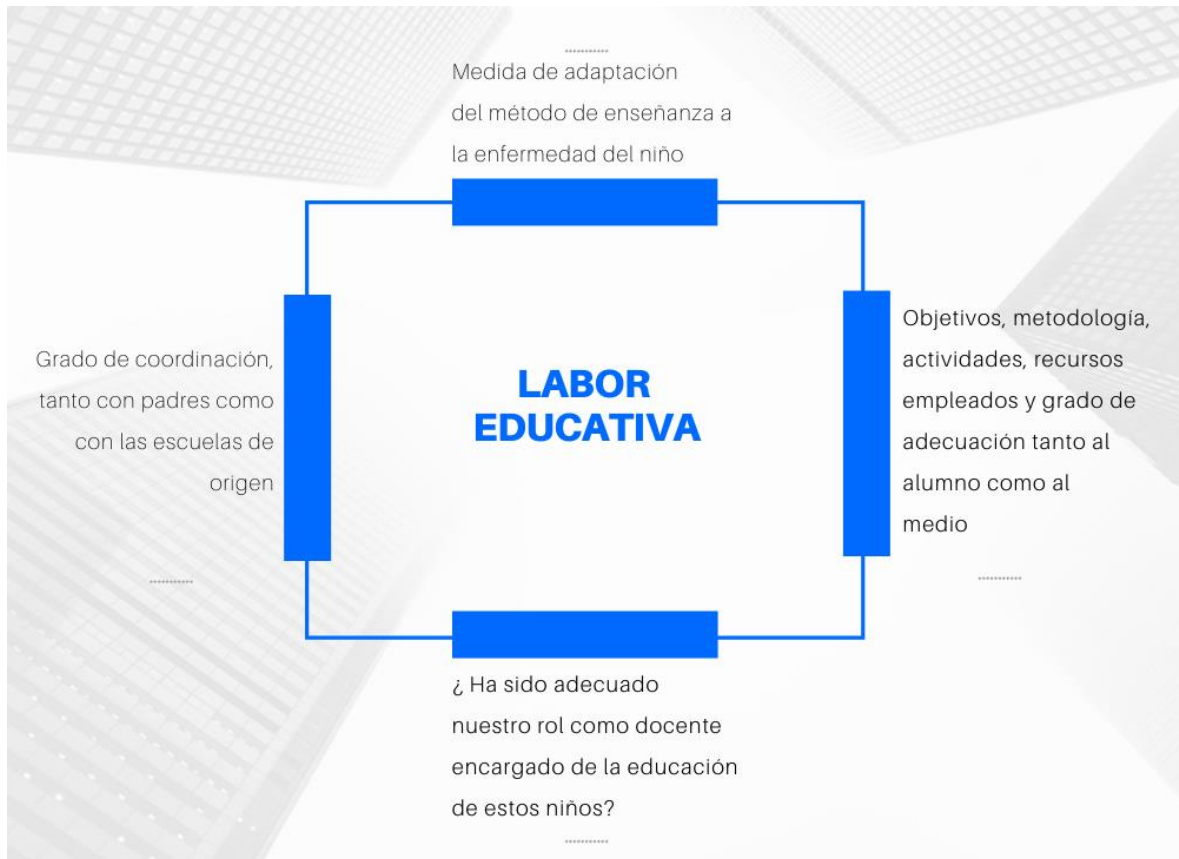 Medida de adaptación
del método de enseñanza a
la enfermedad del niño
Grado de coordinación,
tanto con padres como
con las escuelas de
origen
LABOR
EDUCATIVA
Objetivos, metodología,
actividades, recursos
empleados y grado de
adecuación tanto al
alumno como al
medio
¿ Ha sido adecuado
nuestro rol como docente
encargado de la educación
de estos niños?